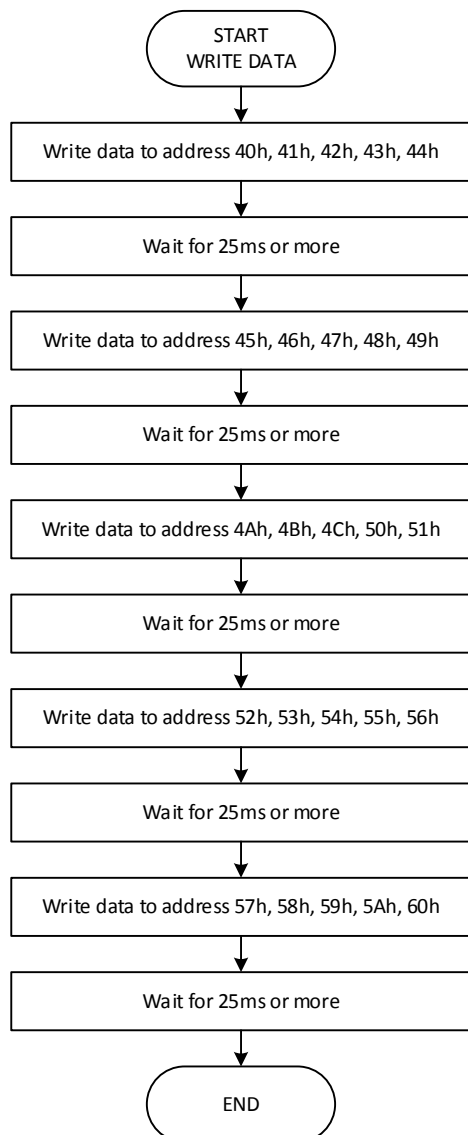 START
WRITE DATA
Write data to address 40h, 41h, 42h, 43h, 44h
Wait for 25ms or more
Write data to address 45h, 46h, 47h, 48h, 49h
Wait for 25ms or more
Write data to address 4Ah, 4Bh, 4Ch, 50h, 51h
Wait for 25ms or more
Write data to address 52h, 53h, 54h, 55h, 56h
Wait for 25ms or more
Write data to address 57h, 58h, 59h, 5Ah, 60h
Wait for 25ms or more
END